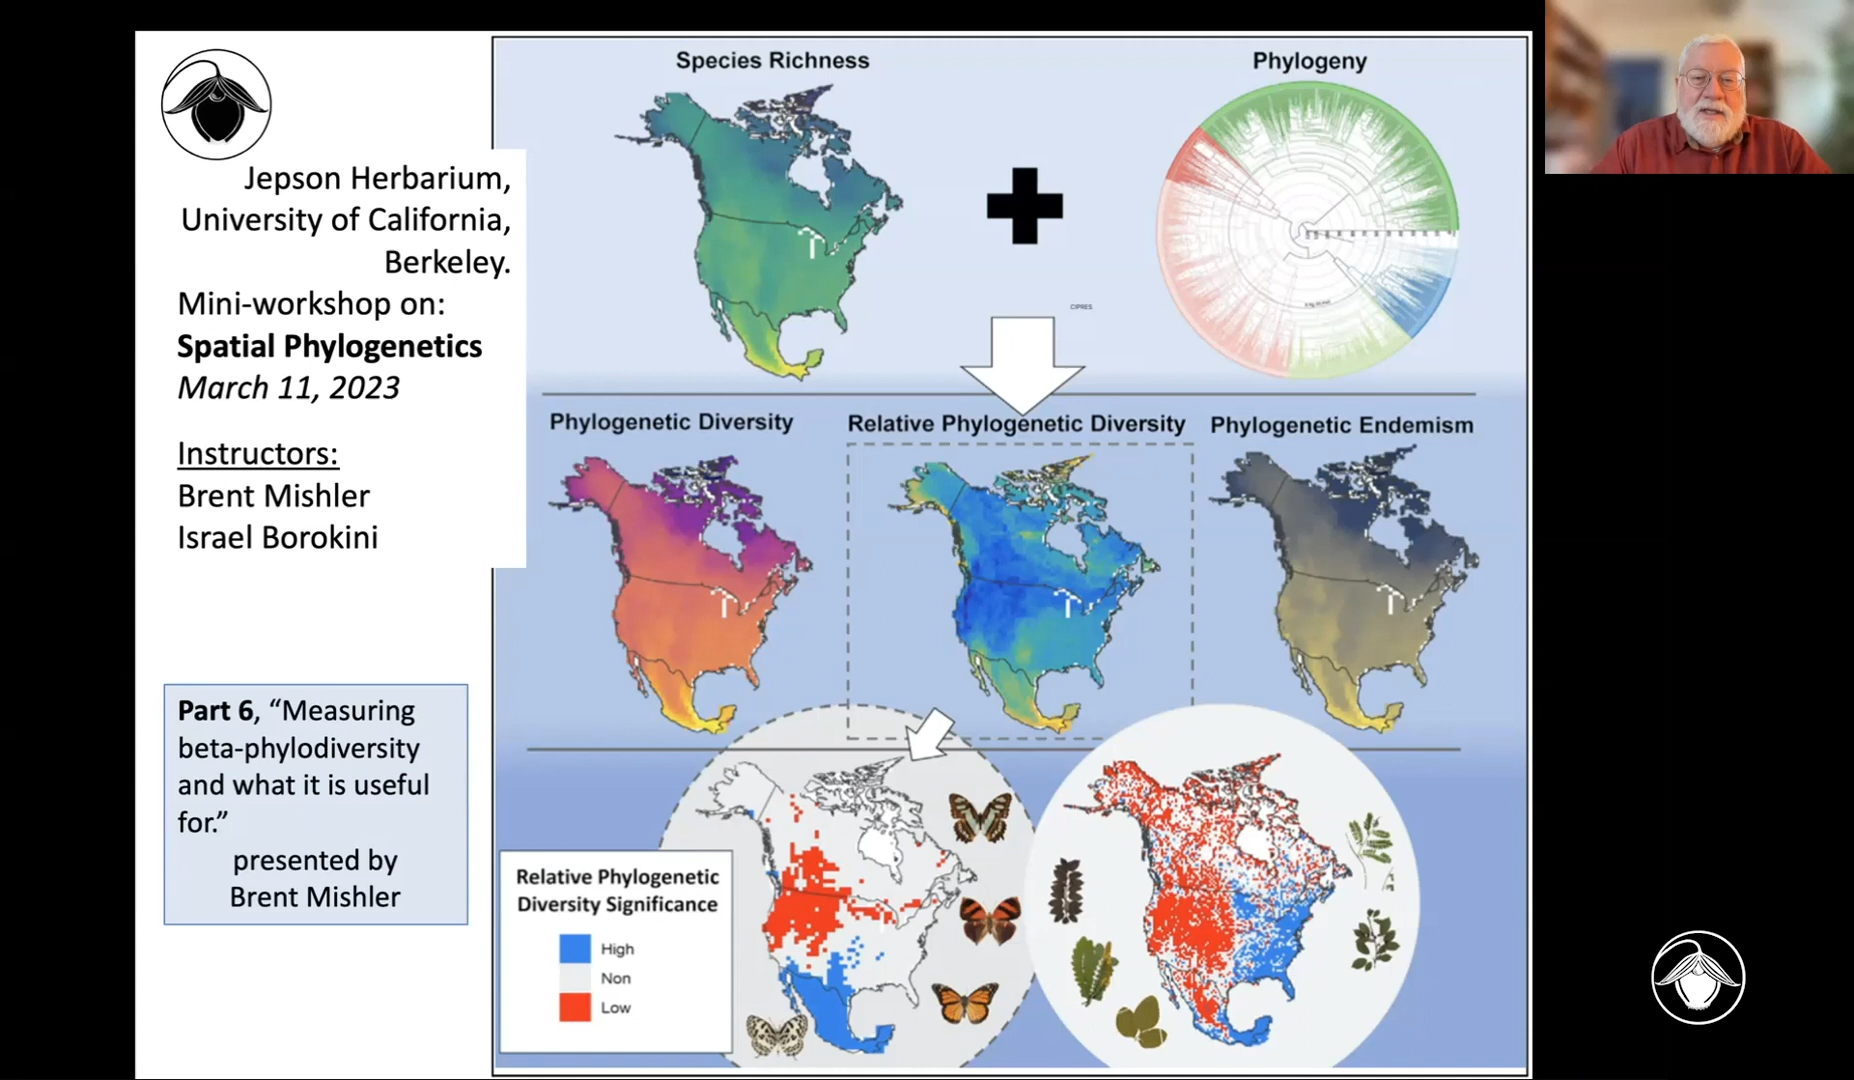 Jepson Herbarium,
University of California,
Berkeley.
Mini-workshop on:
Spatial Phylogenetics
March 11, 2023
Instructors:
Brent Mishler
Israel Borokini
Part 6, “Measuring
beta-phylodiversity
and what it is useful
for.”
presented by
Brent Mishler
Species Richness
Phylogeny
CIPRES
Phylogenetic Diversity
Relative Phylogenetic Diversity
Phylogenetic Endemism
Relative Phylogenetic
Diversity Significance
High
Non
Low